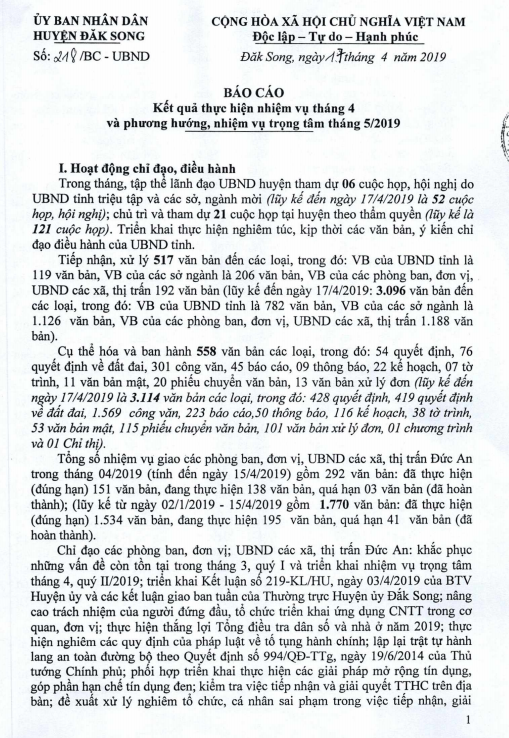 ỦY BAN NHÂN DÂN
HUYỆN ĐĂK SONG
Số: 218/BC - UBND
CỘNG HÒA XÃ HỘI CHỦ NGHĨA VIỆT NAM
Độc lập – Tự do – Hạnh phúc
Đăk Song, ngày 17 tháng 4 năm 2019
BÁO CÁO
Kết quả thực hiện nhiệm vụ tháng 4
và phương hướng, nhiệm vụ trọng tâm tháng 5/2019
I. Hoạt động chỉ đạo, điều hành
Trong tháng, tập thể lãnh đạo UBND huyện tham dự 06 cuộc họp, hội nghị do
UBND tỉnh triệu tập và các sở, ngành mời (lũy kế đến ngày 17/4/2019 là 52 cuộc
họp, hội nghị); chủ trì và tham dự 21 cuộc họp tại huyện theo thẩm quyền (lũy kế là
121 cuộc họp). Triển khai thực hiện nghiêm túc, kịp thời các văn bản, ý kiến chỉ
đạo điều hành của UBND tỉnh.
Tiếp nhận, xử lý 517 văn bản đến các loại, trong đó: VB của UBND tỉnh là
119 văn bản, VB của các sở ngành là 206 văn bản, VB của các phòng ban, đơn vị,
UBND các xã, thị trấn 192 văn bản (lũy kế đến ngày 17/4/2019: 3.096 văn bản đến
các loại, trong đó: VB của UBND tỉnh là 782 văn bản, VB của các sở ngành là
1.126 văn bản, VB của các phòng ban, đơn vị, UBND các xã, thị trấn 1.188 văn
bản).
Cụ thể hóa và ban hành 558 văn bản các loại, trong đó: 54 quyết định, 76
quyết định về đất đai, 301 công văn, 45 báo cáo, 09 thông báo, 22 kế hoạch, 07 tờ
trình, 11 văn bản mật, 20 phiếu chuyển văn bản, 13 văn bản xử lý đơn (lũy kế đến
ngày 17/4/2019 là 3.114 văn bản các loại, trong đó: 428 quyết định, 419 quyết định
về đất đai, 1.569 công văn, 223 báo cáo,50 thông báo, 116 kế hoạch, 38 tờ trình,
53 văn bản mật, 115 phiếu chuyển văn bản, 101 văn bản xử lý đơn, 01 chương trình
và 01 Chỉ thị).
Tổng số nhiệm vụ giao các phòng ban, đơn vị, UBND các xã, thị trấn Đức An
trong tháng 04/2019 (tính đến ngày 15/4/2019) gồm 292 văn bản: đã thực hiện
(đúng hạn) 151 văn bản, đang thực hiện 138 văn bản, quá hạn 03 văn bản (đã hoàn
thành); (lũy kế từ ngày 02/1/2019 - 15/4/2019 gồm 1.770 văn bản: đã thực hiện
(đúng hạn) 1.534 văn bản, đang thực hiện 195 văn bản, quá hạn 41 văn bản (đã
hoàn thành).
Chỉ đạo các phòng ban, đơn vị; UBND các xã, thị trấn Đức An: khắc phục
những vấn đề còn tồn tại trong tháng 3, quý I và triển khai nhiệm vụ trọng tâm
tháng 4, quý II/2019; triển khai Kết luận số 219-KL/HU, ngày 03/4/2019 của BTV
Huyện ủy và các kết luận giao ban tuần của Thường trực Huyện ủy Đăk Song; nâng
cao trách nhiệm của người đứng đầu, tổ chức triển khai ứng dụng CNTT trong cơ
quan, đơn vị; thực hiện thắng lợi Tổng điều tra dân số và nhà ở năm 2019; thực
hiện nghiêm các quy định của pháp luật về tố tụng hành chính; lập lại trật tự hành
lang an toàn đường bộ theo Quyết định số 994/QĐ-TTg, ngày 19/6/2014 của Thủ
tướng Chính phủ; phối hợp triển khai thực hiện các giải pháp mở rộng tín dụng,
góp phần hạn chế tín dụng đen; kiểm tra việc tiếp nhận và giải quyết TTHC trên địa
bàn; đề xuất xử lý nghiêm tổ chức, cá nhân sai phạm trong việc tiếp nhận, giải
1